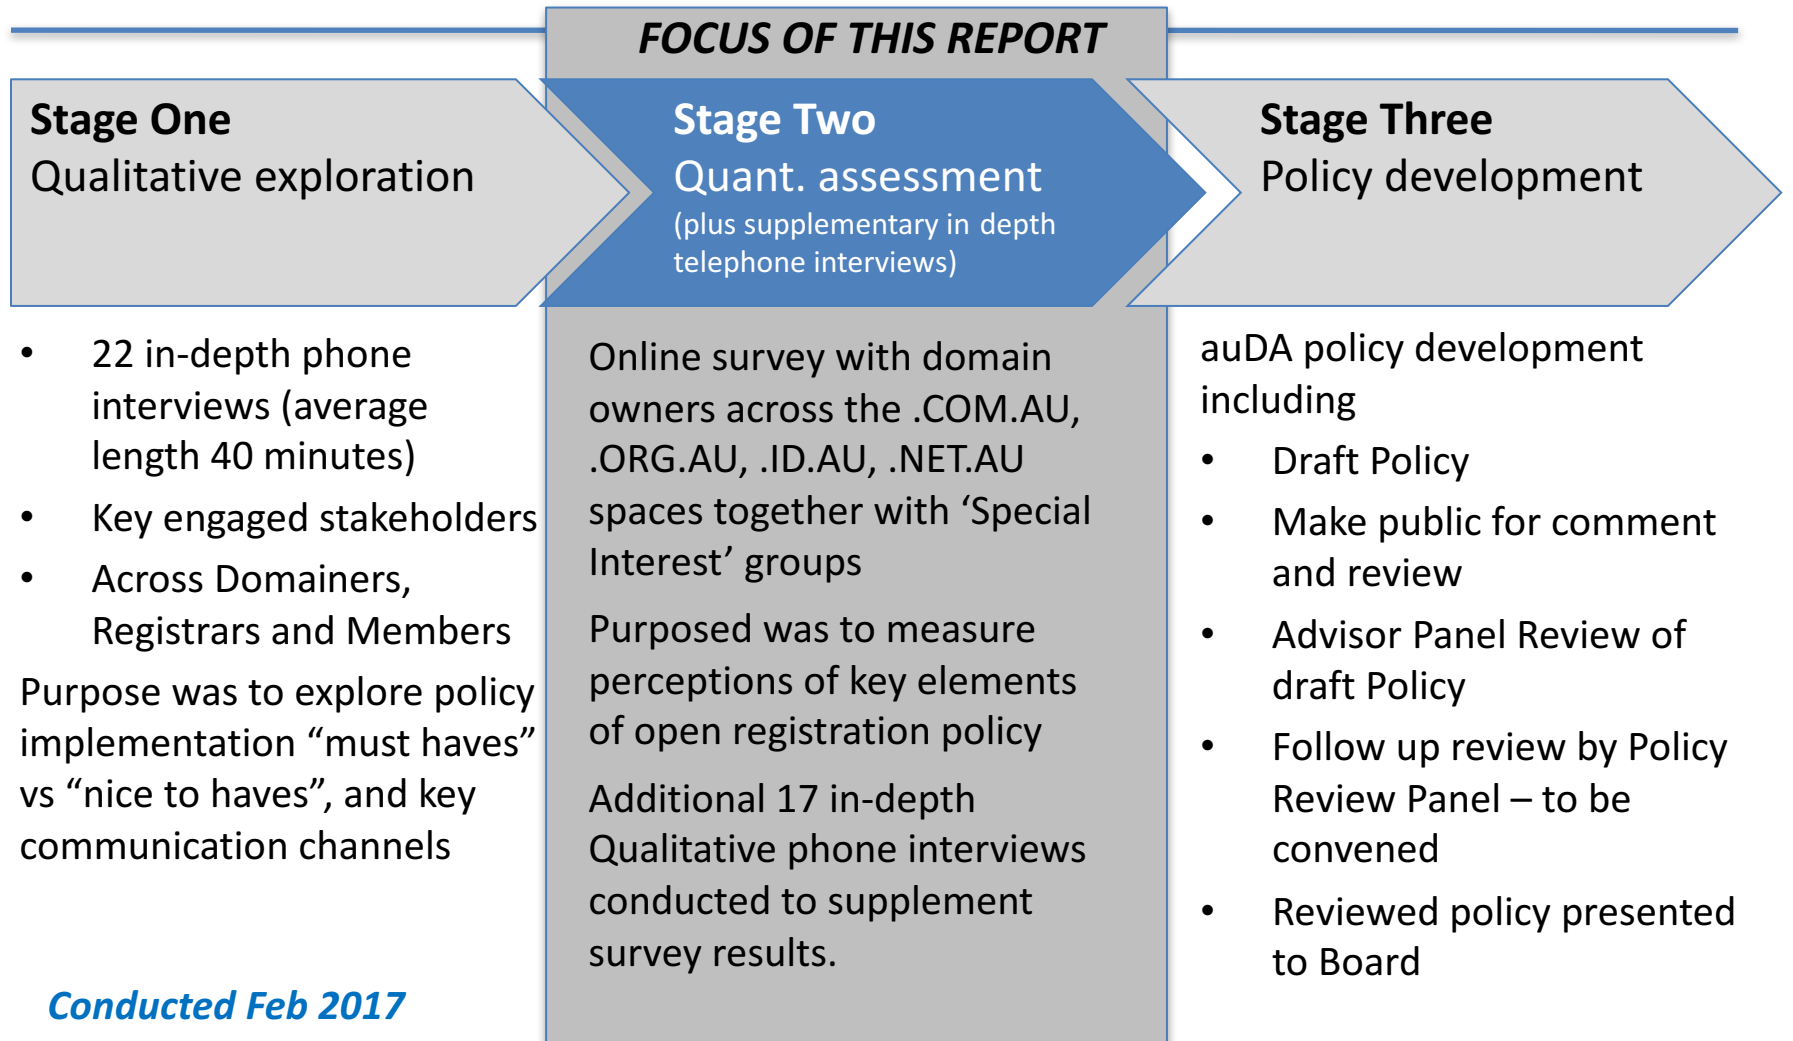 FOCUS OF THIS REPORT
Stage One
Qualitative exploration
• 22 in-depth phone
interviews (average
length 40 minutes)
• Key engaged stakeholders
• Across Domainers,
Registrars and Members
Purpose was to explore policy
implementation “must haves”
vs “nice to haves”, and key
communication channels
Conducted Feb 2017
Stage Two
Quant. assessment
(plus supplementary in depth
telephone interviews)
Online survey with domain
owners across the .COM.AU,
.ORG.AU, .ID.AU, .NET.AU
spaces together with ‘Special
Interest’ groups
Purposed was to measure
perceptions of key elements
of open registration policy
Additional 17 in-depth
Qualitative phone interviews
conducted to supplement
survey results.
Stage Three
Policy development
auDA policy development
including
• Draft Policy
• Make public for comment
and review
• Advisor Panel Review of
draft Policy
• Follow up review by Policy
Review Panel – to be
convened
• Reviewed policy presented
to Board